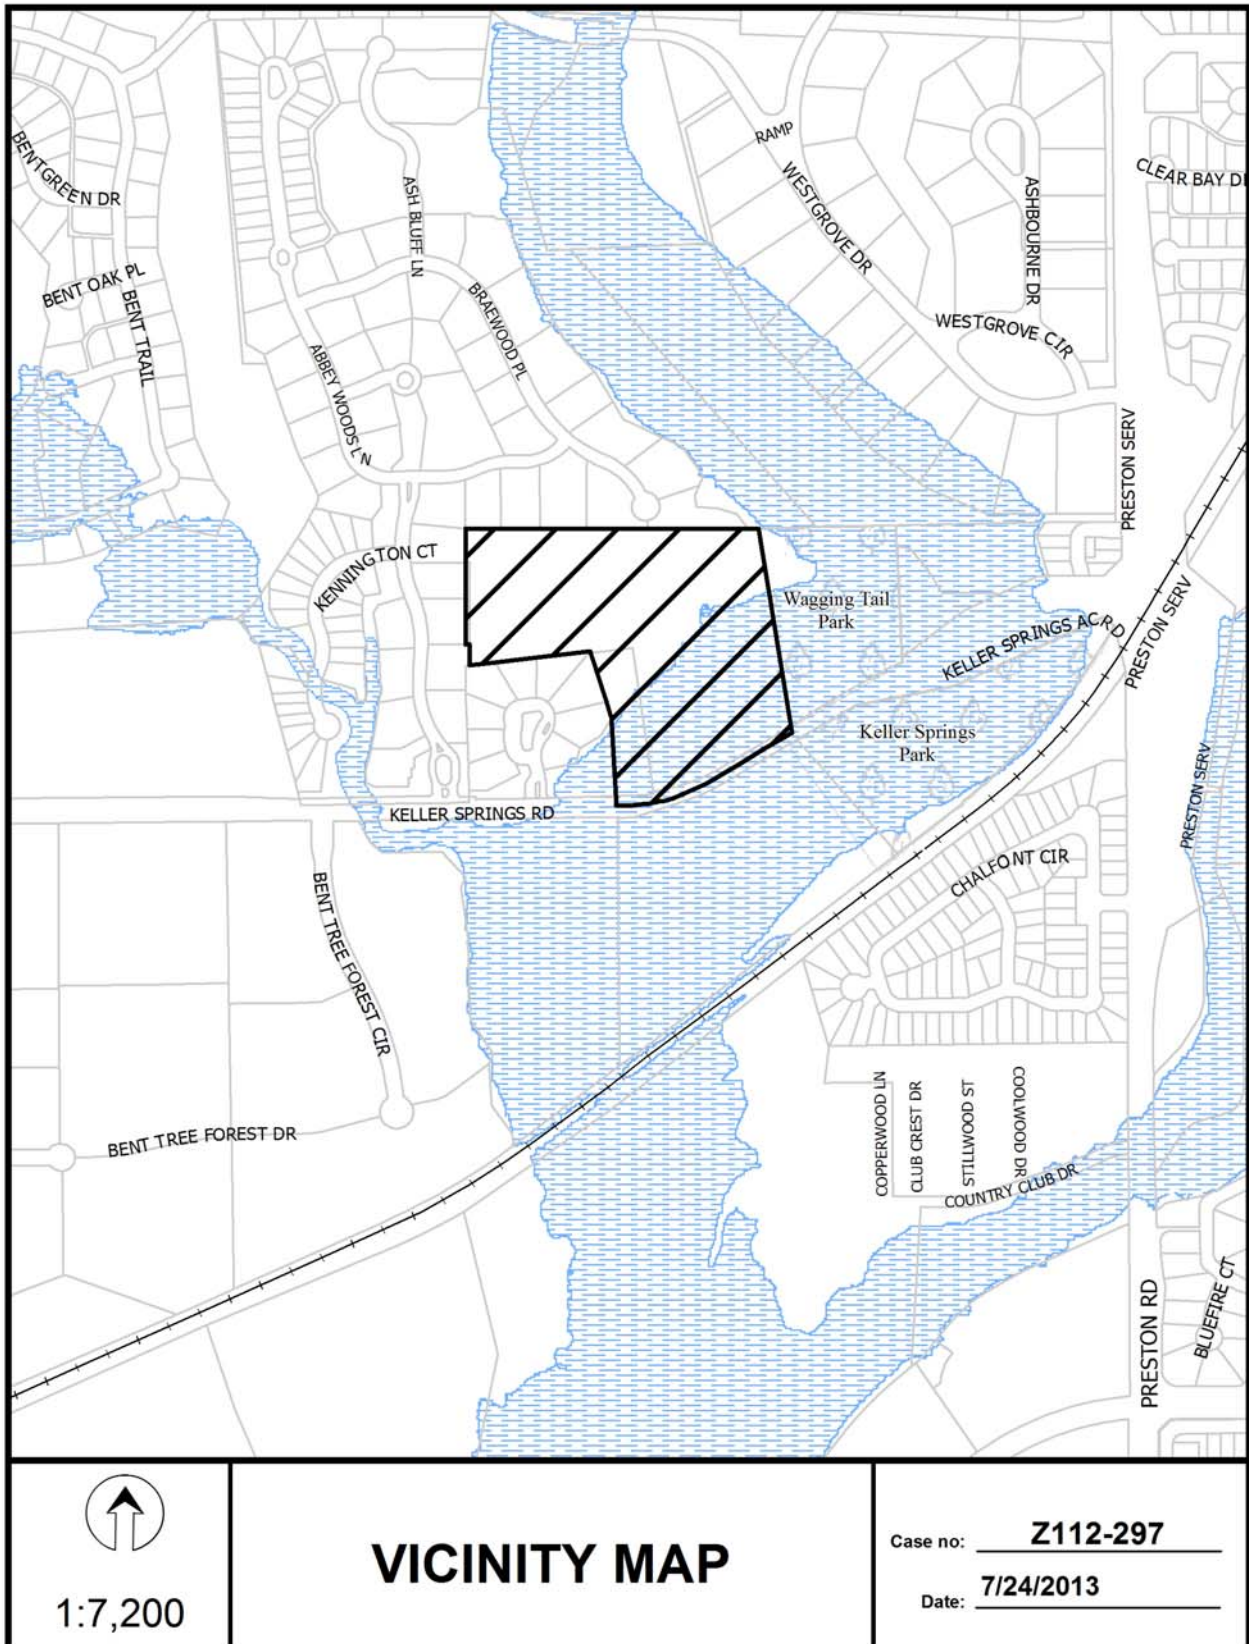 RAMP
BENTGREEN DR
CLEAR BAY DR
WESTGROVE DR
ASH BLUFF LN
ASHBOURNE DR
BENT OAK PL
BENT TRAIL
BRAEWOOD PL
WESTGROVE CIR
ABBEY WOODS LN
PRESTON SERV
KENNINGTON CT
Wagging Tail
Park
KELLER SPRINGS AC RD
PRESTON SERV
Keller Springs
Park
PRESTON SERV
KELLER SPRINGS RD
CHALFONT CIR
BENT TREE FOREST CIR
COPPERWOOD LN
CLUB CREST DR
STILLWOOD ST
COOLWOOD DR
BENT TREE FOREST DR
COUNTRY CLUB DR
PRESTON RD
BLUEFIRE CT
1:7,200
VICINITY MAP
Case no: Z112-297
Date: 7/24/2013